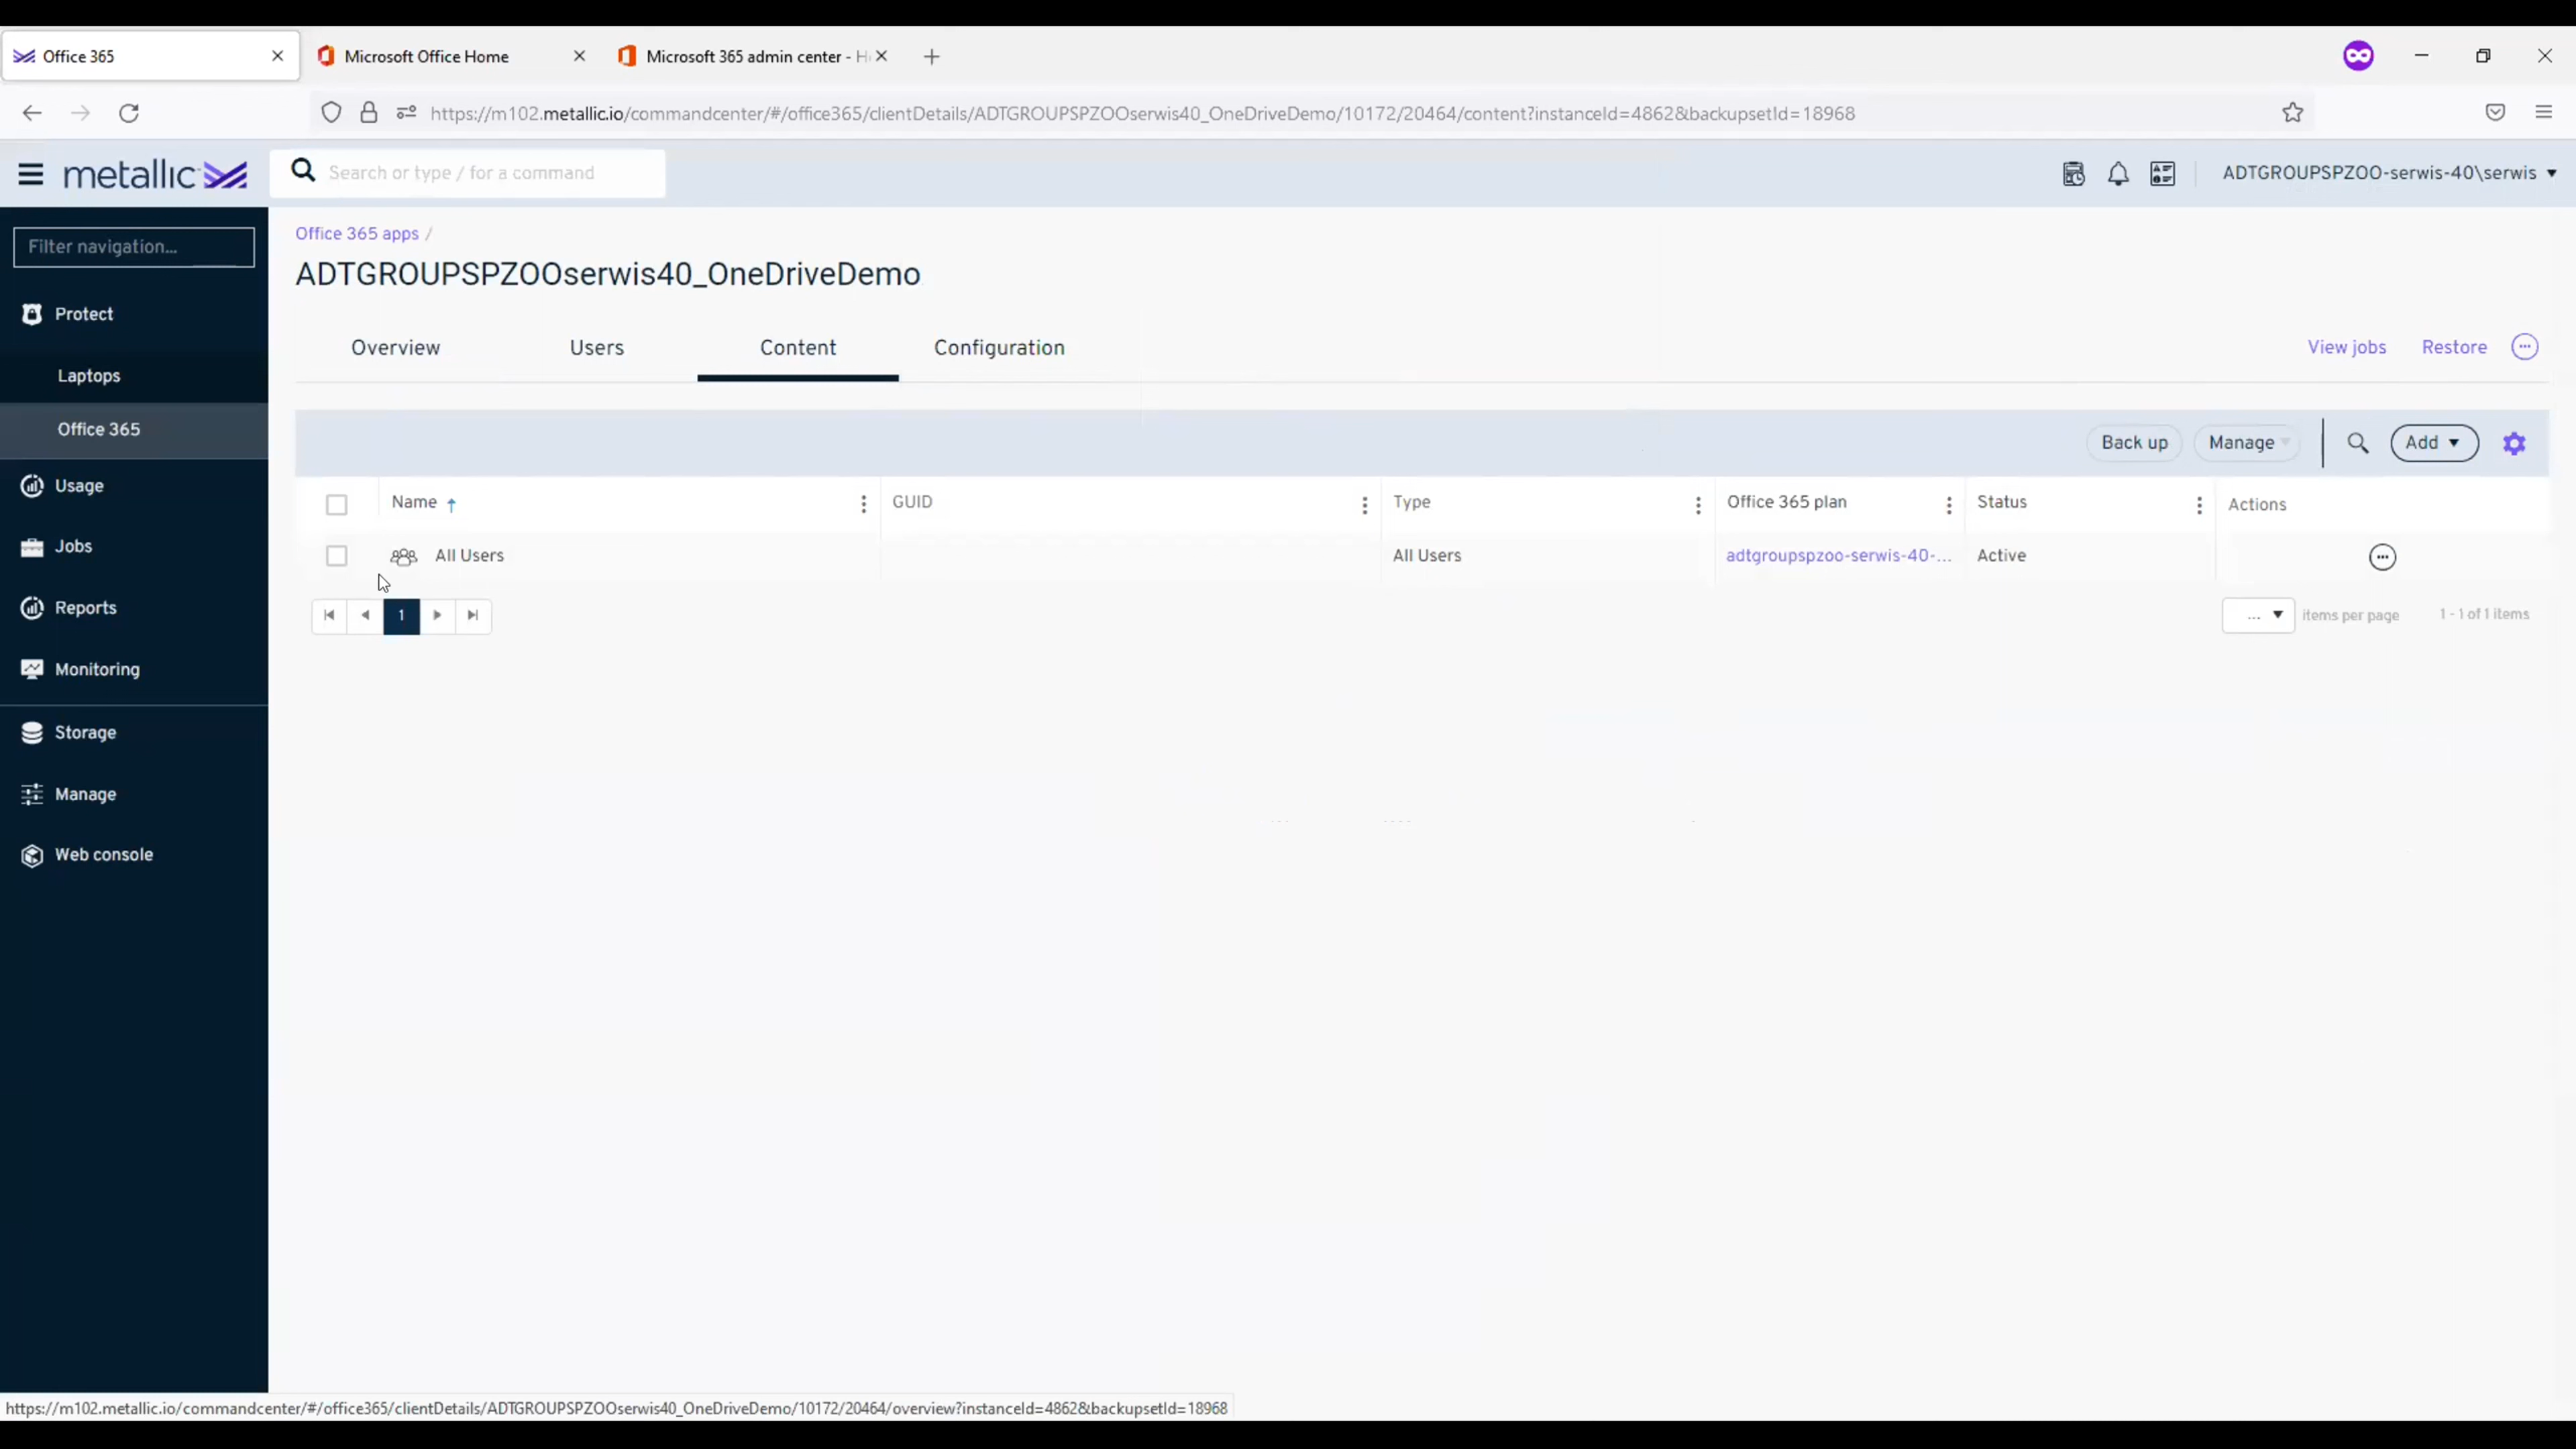 Office 365
Microsoft Office Home
Microsoft 365 admin center - H
https://m102.metallic.io/commandcenter/#/office365/clientDetails/ADTGROUPSPZOOserwis40_OneDriveDemo/10172/20464/content?instanceId=4862&backupsetId=18968
metallic
Search or type / for a command
ADTGROUPSPZOO-serwis-40\serwis
Filter navigation...
Protect
Laptops
Office 365
Usage
Jobs
Reports
Monitoring
Storage
Manage
Web console
Office 365 apps /
ADTGROUPSPZOOserwis40_OneDriveDemo
Overview Users Content Configuration
View jobs Restore
Back up Manage Add
Name GUID Type Office 365 plan Status Actions
All Users All Users adtgroupspzoo-serwis-40-... Active
1
... items per page 1 - 1 of 1 items
https://m102.metallic.io/commandcenter/#/office365/clientDetails/ADTGROUPSPZOOserwis40_OneDriveDemo/10172/20464/overview?instanceId=4862&backupsetId=18968